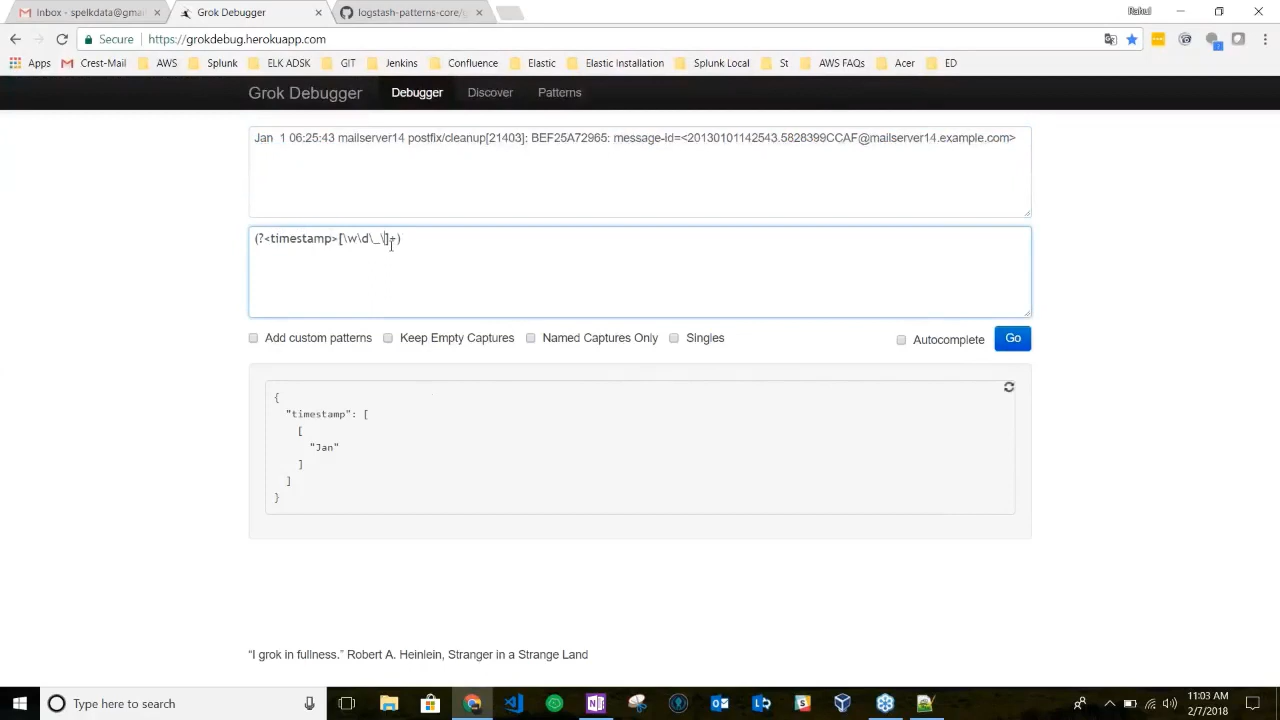 Inbox - spelkdata@gma
Grok Debugger
logstash-patterns-core/g
Rahul
Secure
https://grokdebug.herokuapp.com
Apps
Crest-Mail
AWS
Splunk
ELK ADSK
GIT
Jenkins
Confluence
Elastic
Elastic Installation
Splunk Local
ST
AWS FAQs
Acer
ED
Grok Debugger
Debugger
Discover
Patterns
Jan  1 06:25:43 mailserver14 postfix/cleanup[21403]: BEF25A72965: message-id=<20130101142543.5828399CCAF@mailserver14.example.com>
(?<timestamp>[\w\d\_\]+)
Add custom patterns
Keep Empty Captures
Named Captures Only
Singles
Autocomplete
Go
{
"timestamp": [
[
"Jan"
]
]
}
“I grok in fullness.” Robert A. Heinlein, Stranger in a Strange Land
Type here to search
11:03 AM
2/7/2018